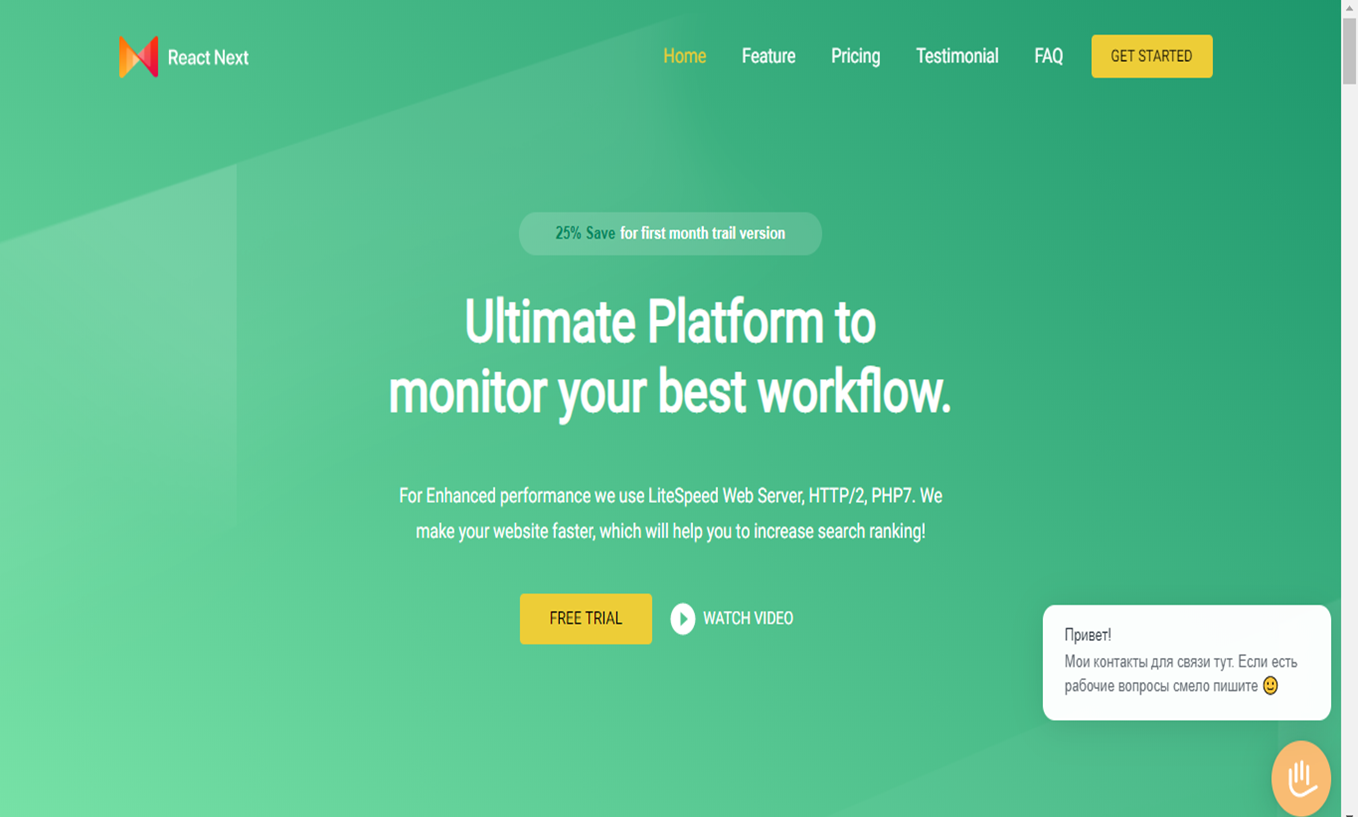 React Next
Home Feature Pricing Testimonial FAQ GET STARTED
25% Save for first month trail version
Ultimate Platform to
monitor your best workflow.
For Enhanced performance we use LiteSpeed Web Server, HTTP/2, PHP7. We
make your website faster, which will help you to increase search ranking!
FREE TRIAL WATCH VIDEO
Привет!
Мои контакты для связи тут. Если есть
рабочие вопросы смело пишите 🙂